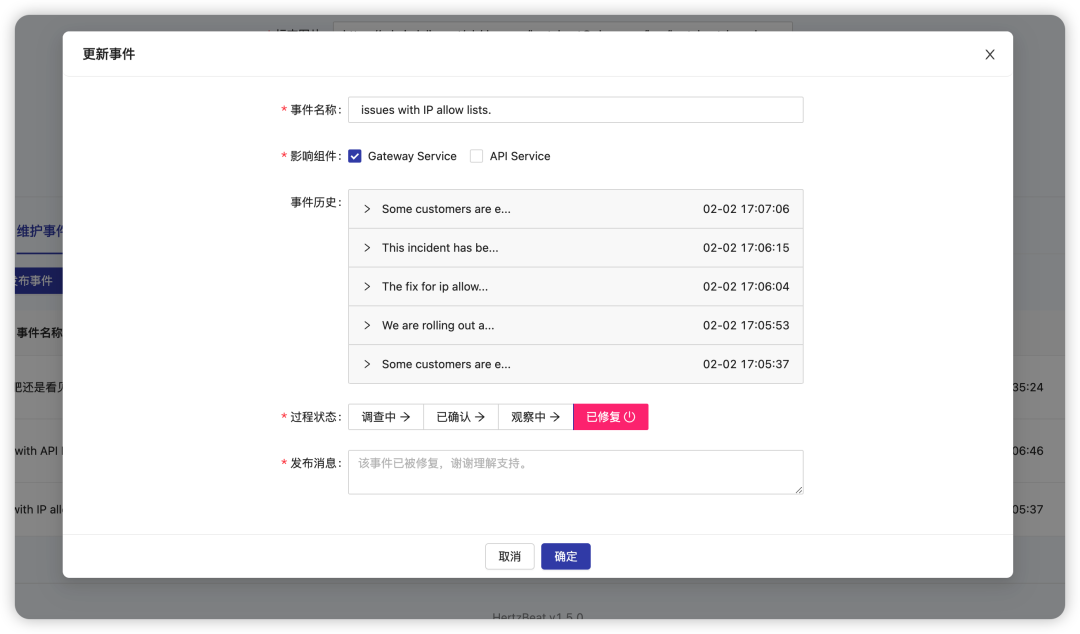 更新事件
* 事件名称:
issues with IP allow lists.
* 影响组件:
Gateway Service
API Service
事件历史:
Some customers are e...
02-02 17:07:06
This incident has be...
02-02 17:06:15
The fix for ip allow...
02-02 17:06:04
We are rolling out a...
02-02 17:05:53
Some customers are e...
02-02 17:05:37
* 过程状态:
调查中
已确认
观察中
已修复
* 发布消息:
该事件已被修复，谢谢理解支持。
取消
确定
维护事件
布事件
事件名称
吧还是看见
35:24
with API
06:46
with IP all
05:37
HertzBeat v1.5.0